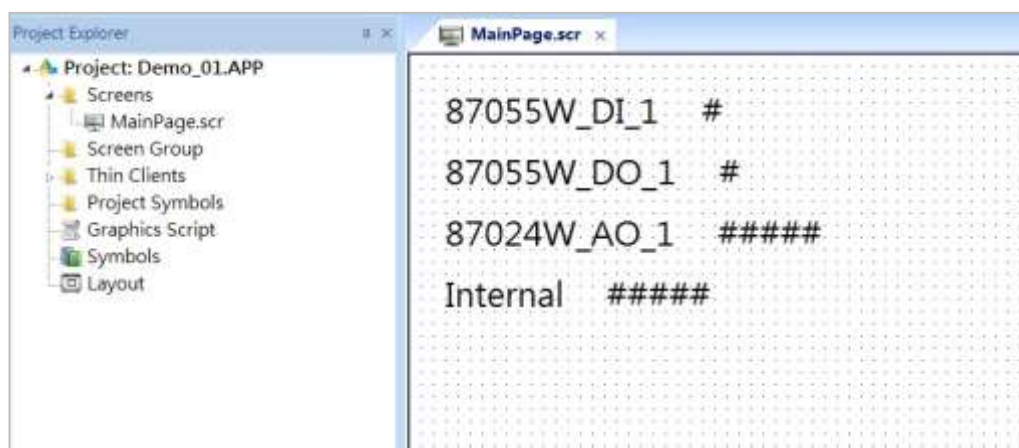 Project Explorer
Project: Demo_01.APP
Screens
MainPage.scr
Screen Group
Thin Clients
Project Symbols
Graphics Script
Symbols
Layout
MainPage.scr ×
87055W_DI_1 #
87055W_DO_1 #
87024W_AO_1 #####
Internal #####